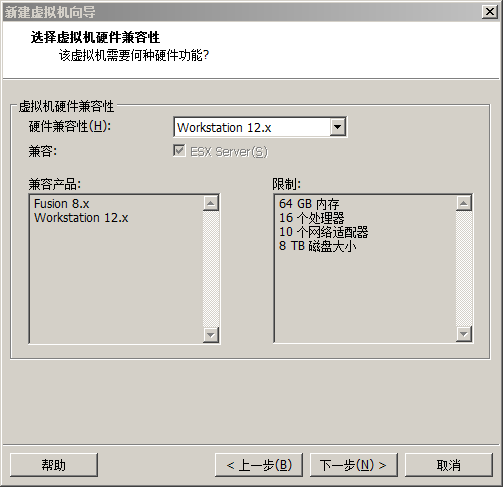 新建虚拟机向导
选择虚拟机硬件兼容性
该虚拟机需要何种硬件功能?
虚拟机硬件兼容性
硬件兼容性(H): Workstation 12.x
兼容: ESX Server(S)
兼容产品:
Fusion 8.x
Workstation 12.x
限制:
64 GB 内存
16 个处理器
10 个网络适配器
8 TB 磁盘大小
帮助 < 上一步(B) 下一步(N) > 取消